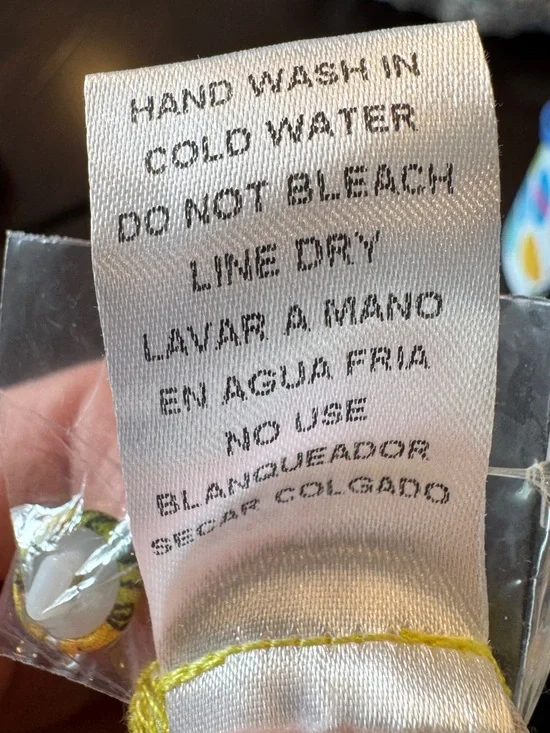 HAND WASH IN
COLD WATER
DO NOT BLEACH
LINE DRY
LAVAR A MANO
EN AGUA FRIA
NO USE
BLANQUEADOR
SECAR COLGADO